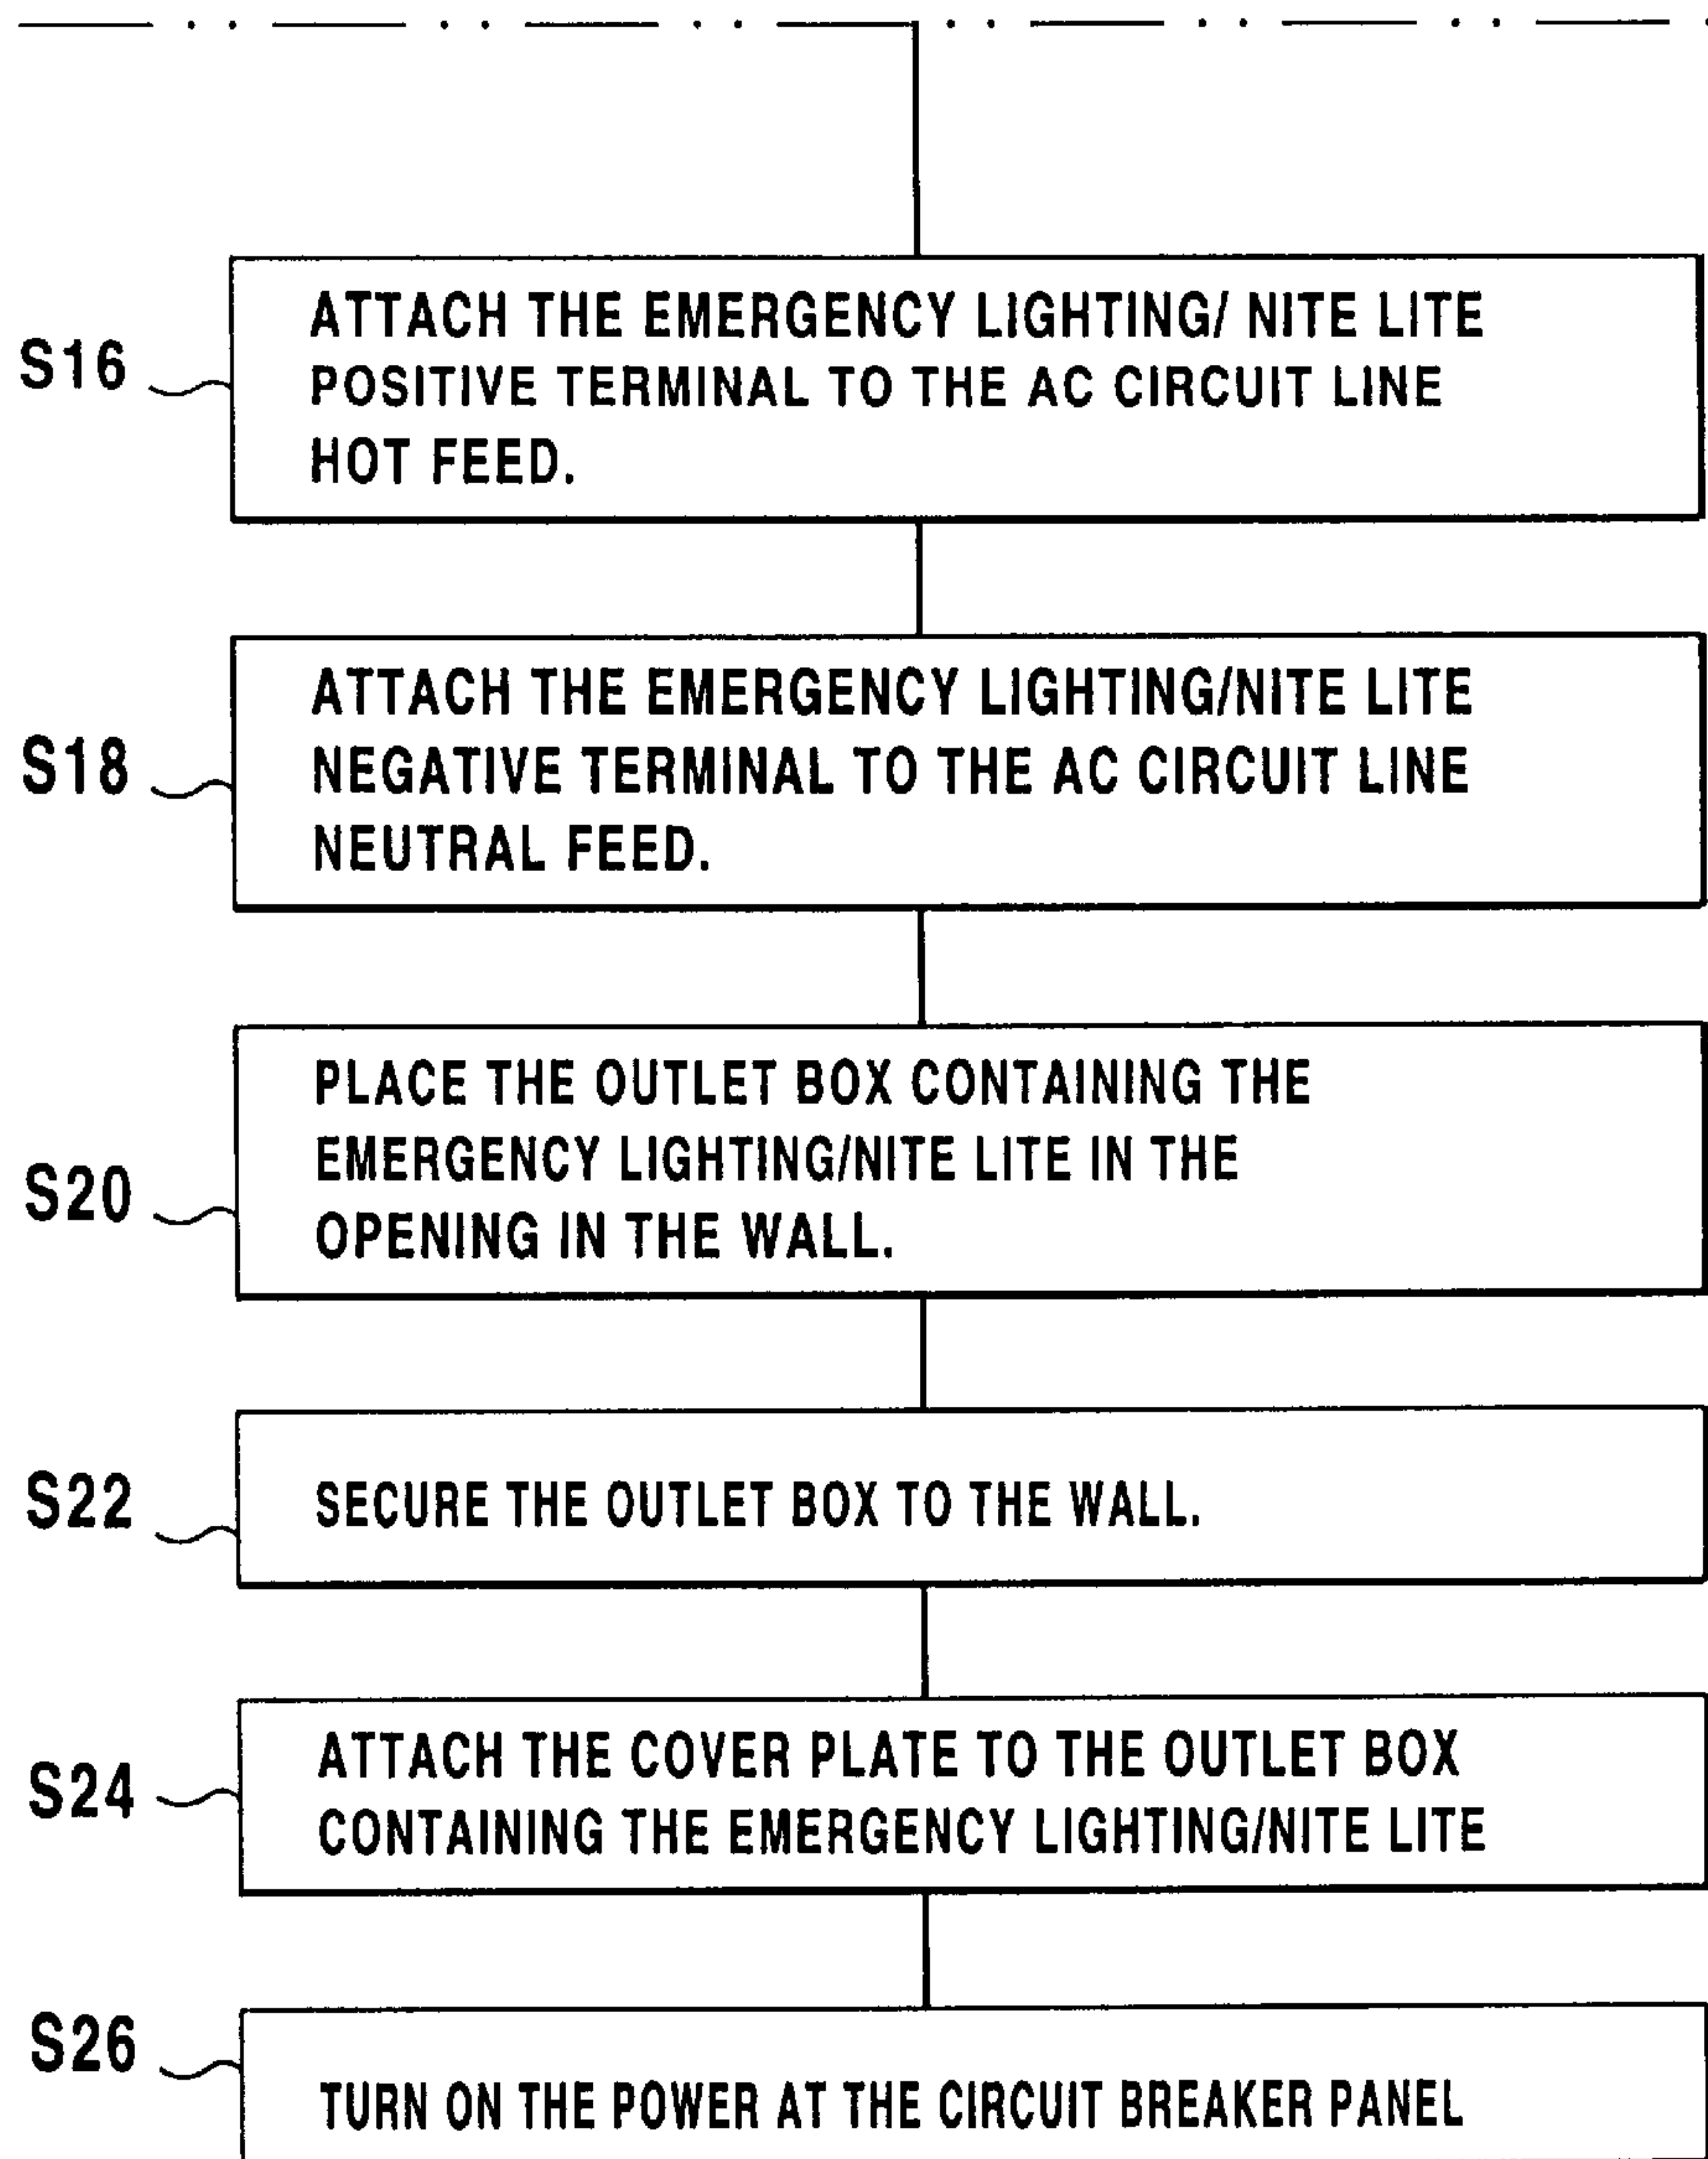 S16
ATTACH THE EMERGENCY LIGHTING/ NITE LITE
POSITIVE TERMINAL TO THE AC CIRCUIT LINE
HOT FEED.
S18
ATTACH THE EMERGENCY LIGHTING/NITE LITE
NEGATIVE TERMINAL TO THE AC CIRCUIT LINE
NEUTRAL FEED.
S20
PLACE THE OUTLET BOX CONTAINING THE
EMERGENCY LIGHTING/NITE LITE IN THE
OPENING IN THE WALL.
S22
SECURE THE OUTLET BOX TO THE WALL.
S24
ATTACH THE COVER PLATE TO THE OUTLET BOX
CONTAINING THE EMERGENCY LIGHTING/NITE LITE
S26
TURN ON THE POWER AT THE CIRCUIT BREAKER PANEL